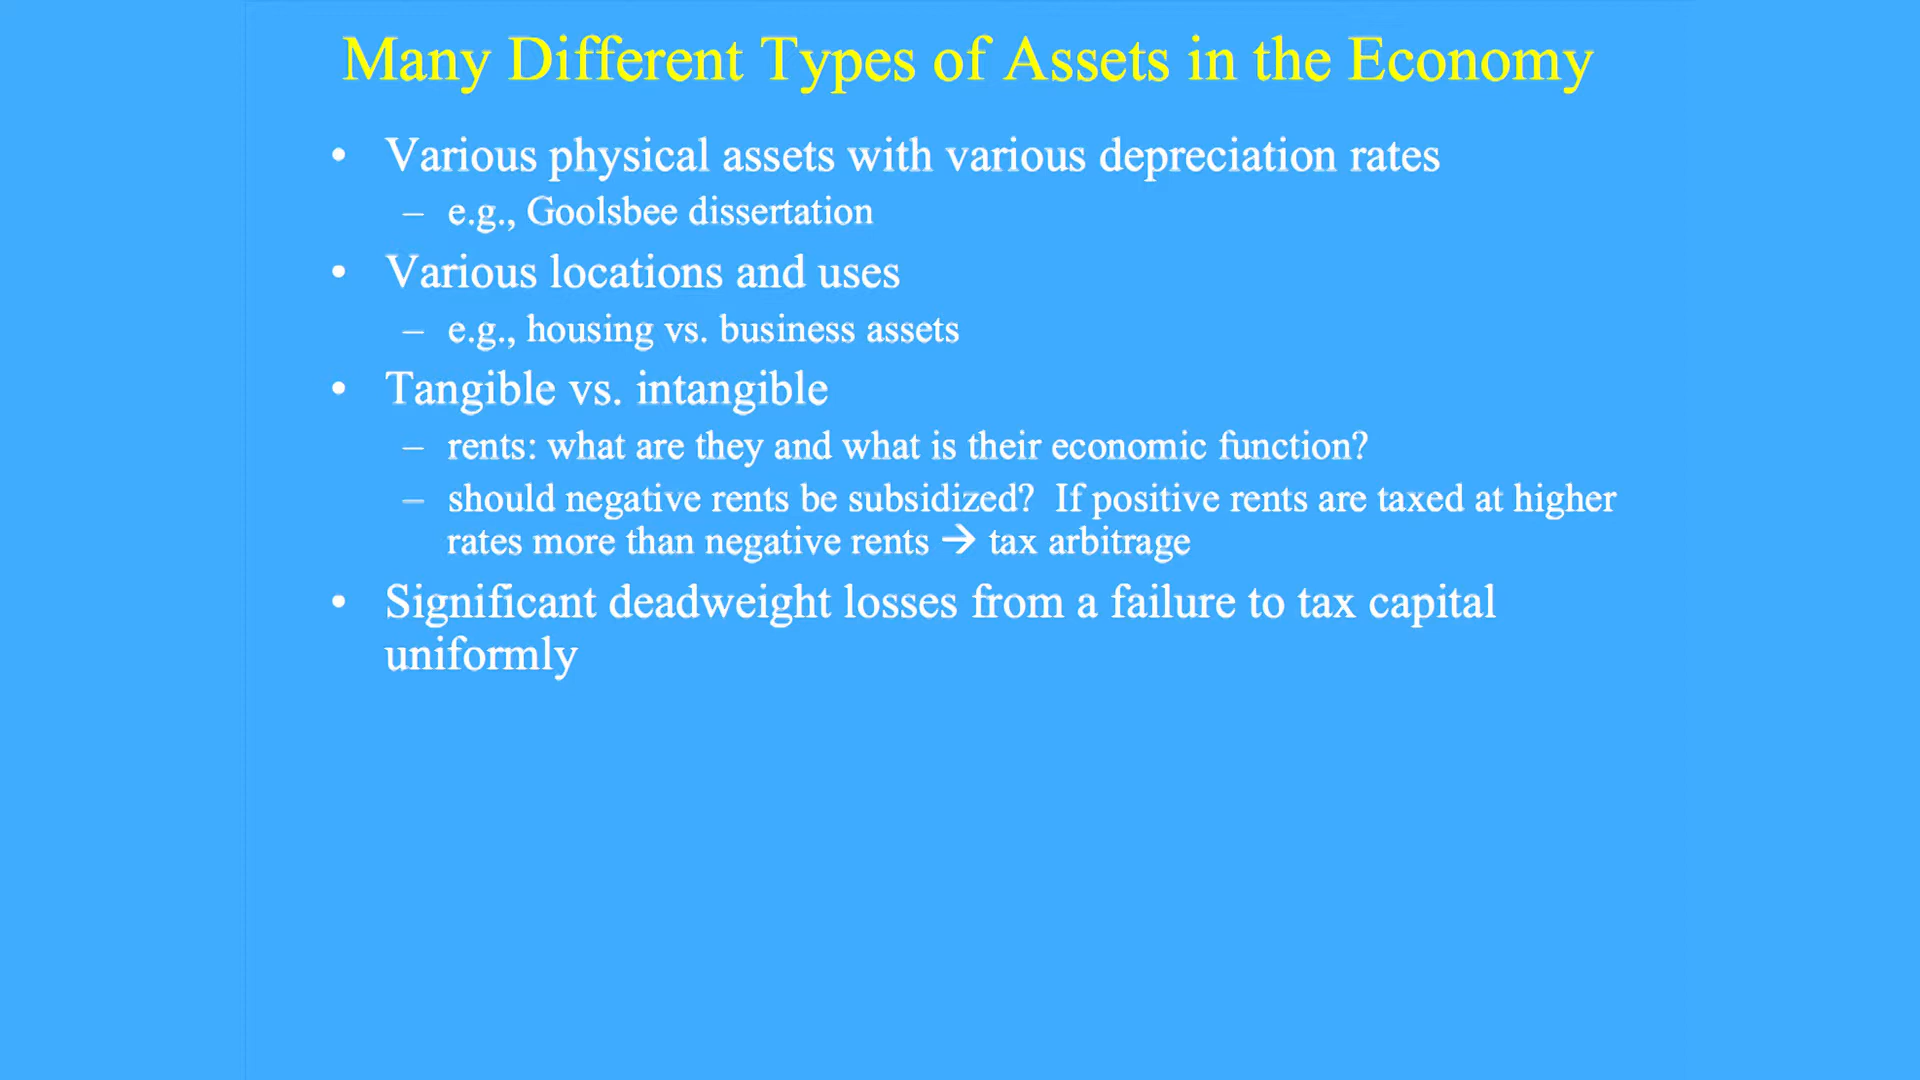 Many Different Types of Assets in the Economy
• Various physical assets with various depreciation rates
– e.g., Goolsbee dissertation
• Various locations and uses
– e.g., housing vs. business assets
• Tangible vs. intangible
– rents: what are they and what is their economic function?
– should negative rents be subsidized? If positive rents are taxed at higher
rates more than negative rents → tax arbitrage
• Significant deadweight losses from a failure to tax capital
uniformly